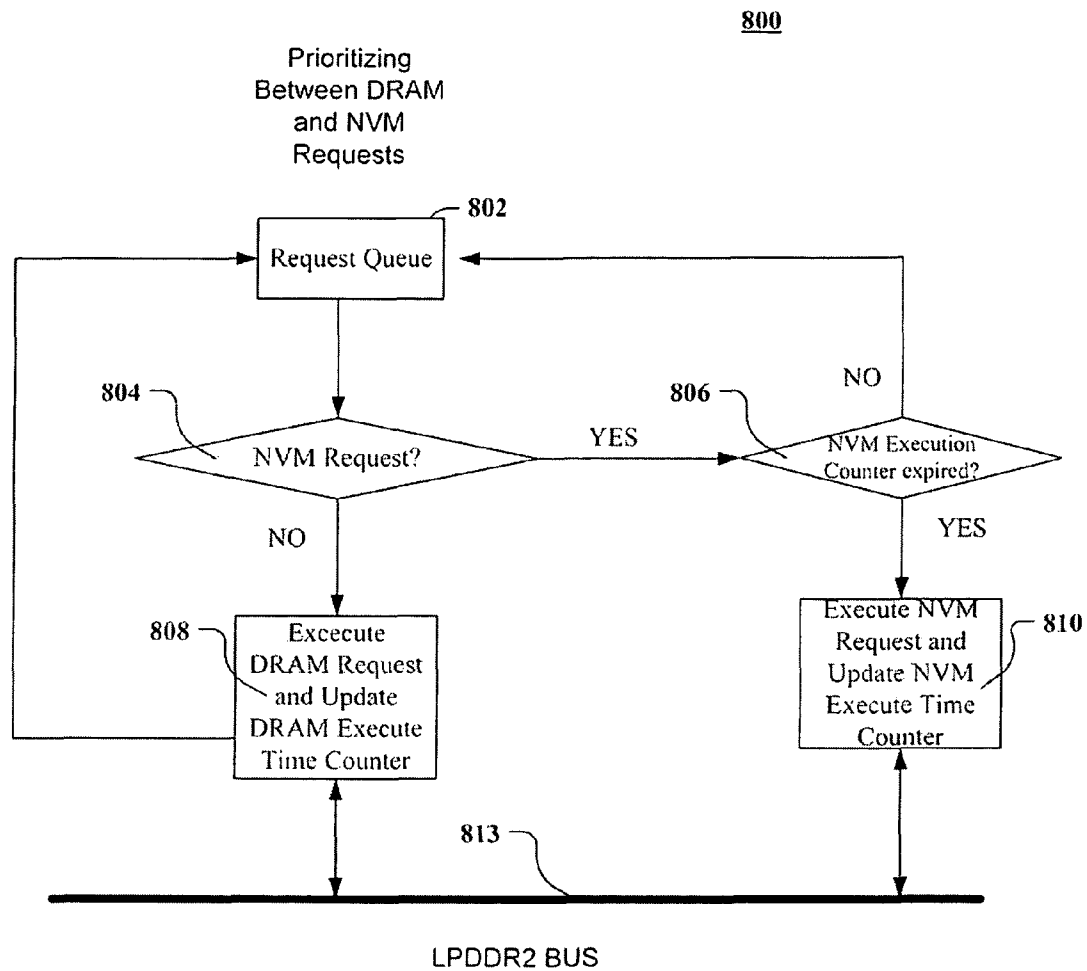 800
Prioritizing
Between DRAM
and NVM
Requests
802
Request Queue
804
NVM Request?
YES
806
NVM Execution
Counter expired?
NO
NO
YES
808
Excecute
DRAM Request
and Update
DRAM Execute
Time Counter
810
Execute NVM
Request and
Update NVM
Execute Time
Counter
813
LPDDR2 BUS